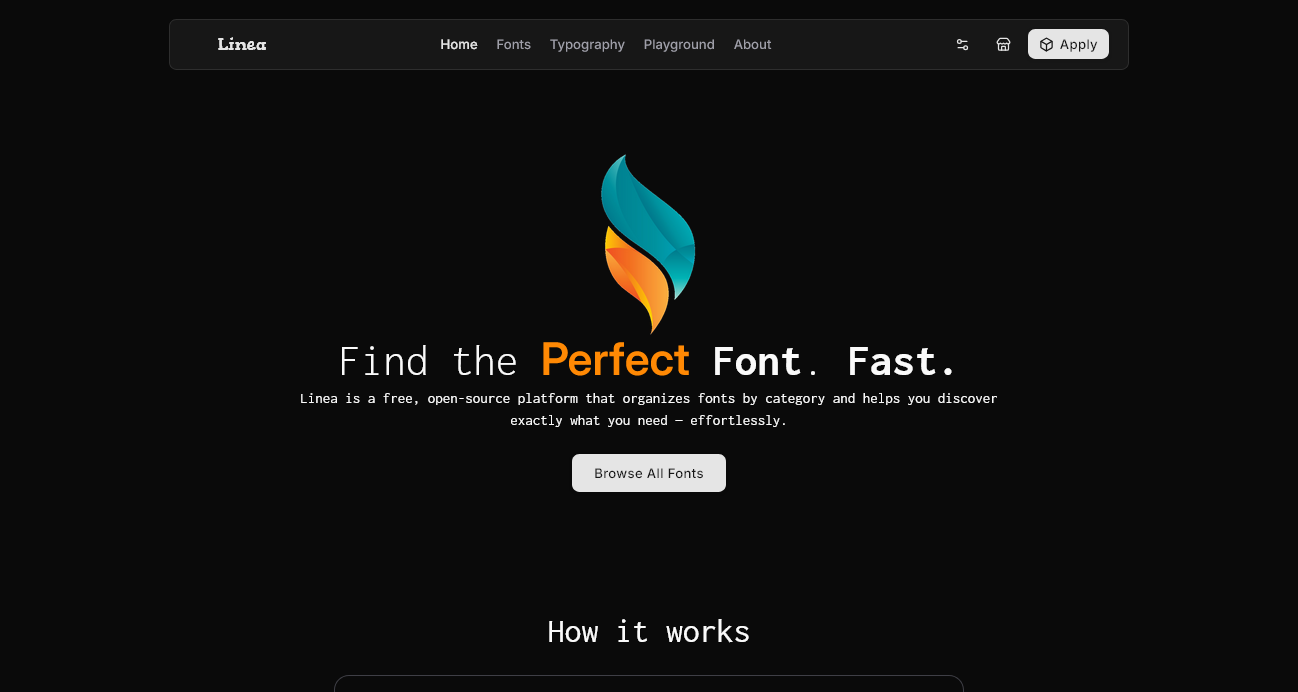 Linea
Home Fonts Typography Playground About
Apply
Find the Perfect Font. Fast.
Linea is a free, open-source platform that organizes fonts by category and helps you discover
exactly what you need — effortlessly.
Browse All Fonts
How it works